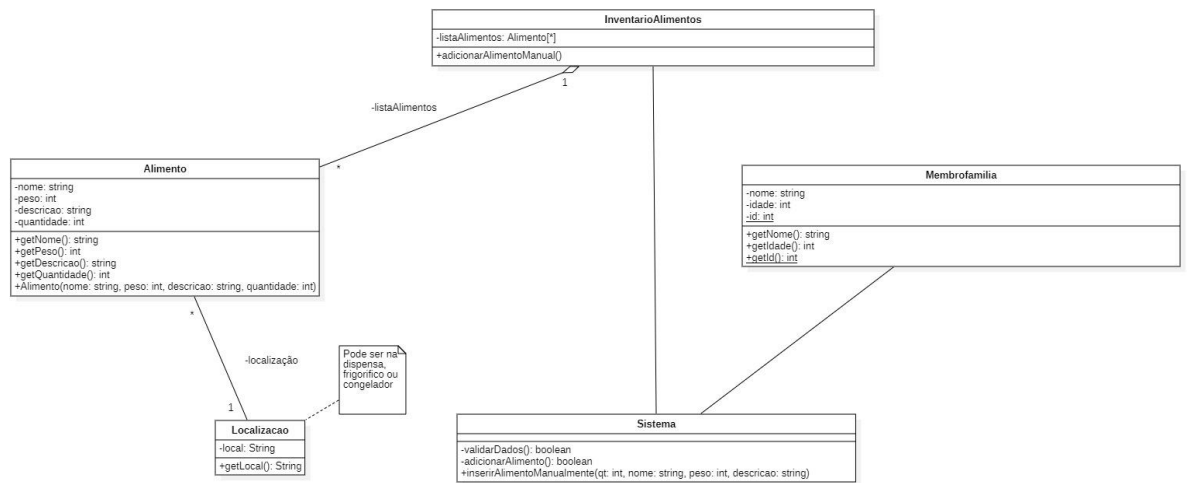 InventarioAlimentos
-listaAlimentos: Alimento[*]
+adicionarAlimentoManual()
1
-listaAlimentos
*
Alimento
-nome: string
-peso: int
-descricao: string
-quantidade: int
+getNome(): string
+getPeso(): int
+getDescricao(): string
+getQuantidade(): int
+Alimento(nome: string, peso: int, descricao: string, quantidade: int)
Membrofamilia
-nome: string
-idade: int
-id: int
+getNome(): string
+getIdade(): int
+getId(): int
*
-localização
1
Pode ser na
dispensa,
frigorifico ou
congelador
Localizacao
-local: String
+getLocal(): String
Sistema
-validarDados(): boolean
-adicionarAlimento(): boolean
+inserirAlimentoManualmente(qt: int, nome: string, peso: int, descricao: string)